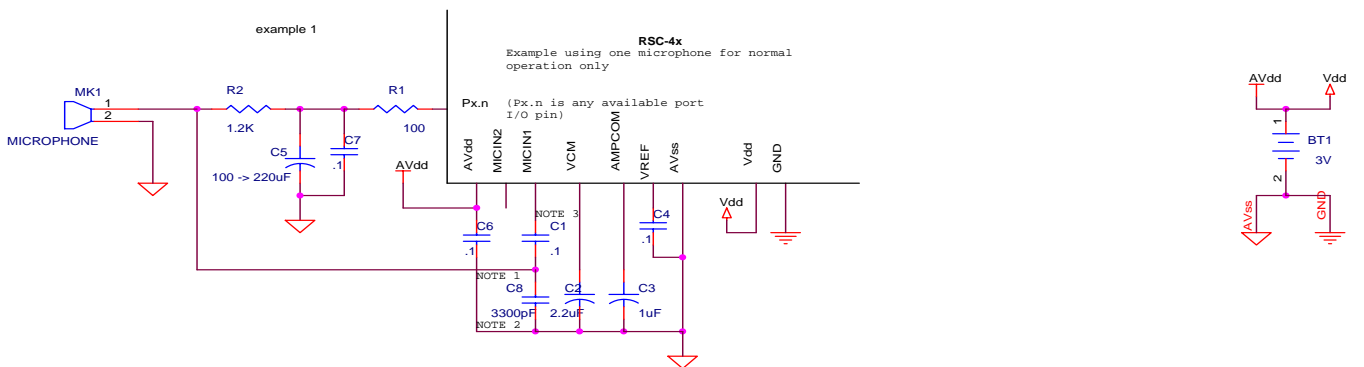 example 1
RSC-4x
Example using one microphone for normal
operation only
MK1
1
2
MICROPHONE
R2
1.2K
R1
100
C5
100 -> 220uF
C7
.1
Px.n
(Px.n is any available port
I/O pin)
AVdd
MICIN2
MICIN1
VCM
AMPCOM
VREF
AVss
Vdd
GND
AVdd
C6
.1
NOTE 3
C1
.1
C4
.1
Vdd
NOTE 1
C8
3300pF
C2
2.2uF
C3
1uF
NOTE 2
AVdd
Vdd
1
BT1
3V
2
AVss
GND